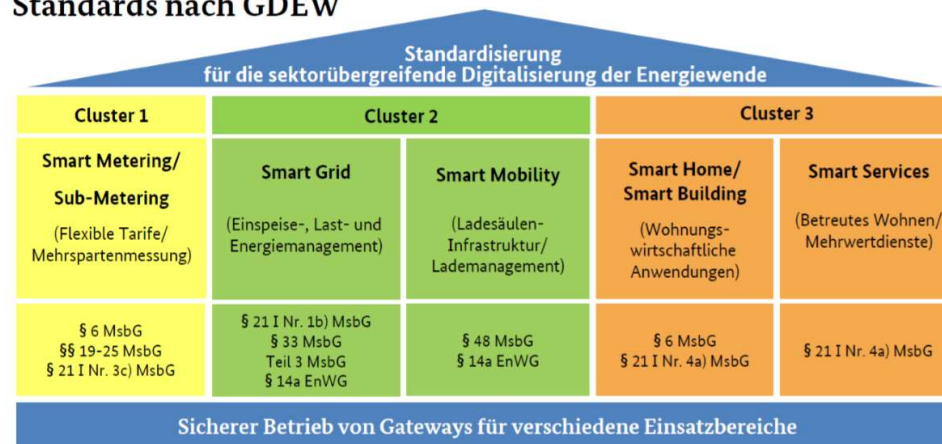 Standards nach GDEW
Standardisierung
für die sektorübergreifende Digitalisierung der Energiewende
Cluster 1
Cluster 2
Cluster 3
Smart Metering/
Sub-Metering
(Flexible Tarife/
Mehrspartenmessung)
Smart Grid
(Einspeise-, Last- und
Energiemanagement)
Smart Mobility
(Ladesäulen-
Infrastruktur/
Lademanagement)
Smart Home/
Smart Building
(Wohnungs-
wirtschaftliche
Anwendungen)
Smart Services
(Betreutes Wohnen/
Mehrwertdienste)
§ 6 MsbG
§§ 19-25 MsbG
§ 21 I Nr. 3c) MsbG
§ 21 I Nr. 1b) MsbG
§ 33 MsbG
Teil 3 MsbG
§ 14a EnWG
§ 48 MsbG
§ 14a EnWG
§ 6 MsbG
§ 21 I Nr. 4a) MsbG
§ 21 I Nr. 4a) MsbG
Sicherer Betrieb von Gateways für verschiedene Einsatzbereiche